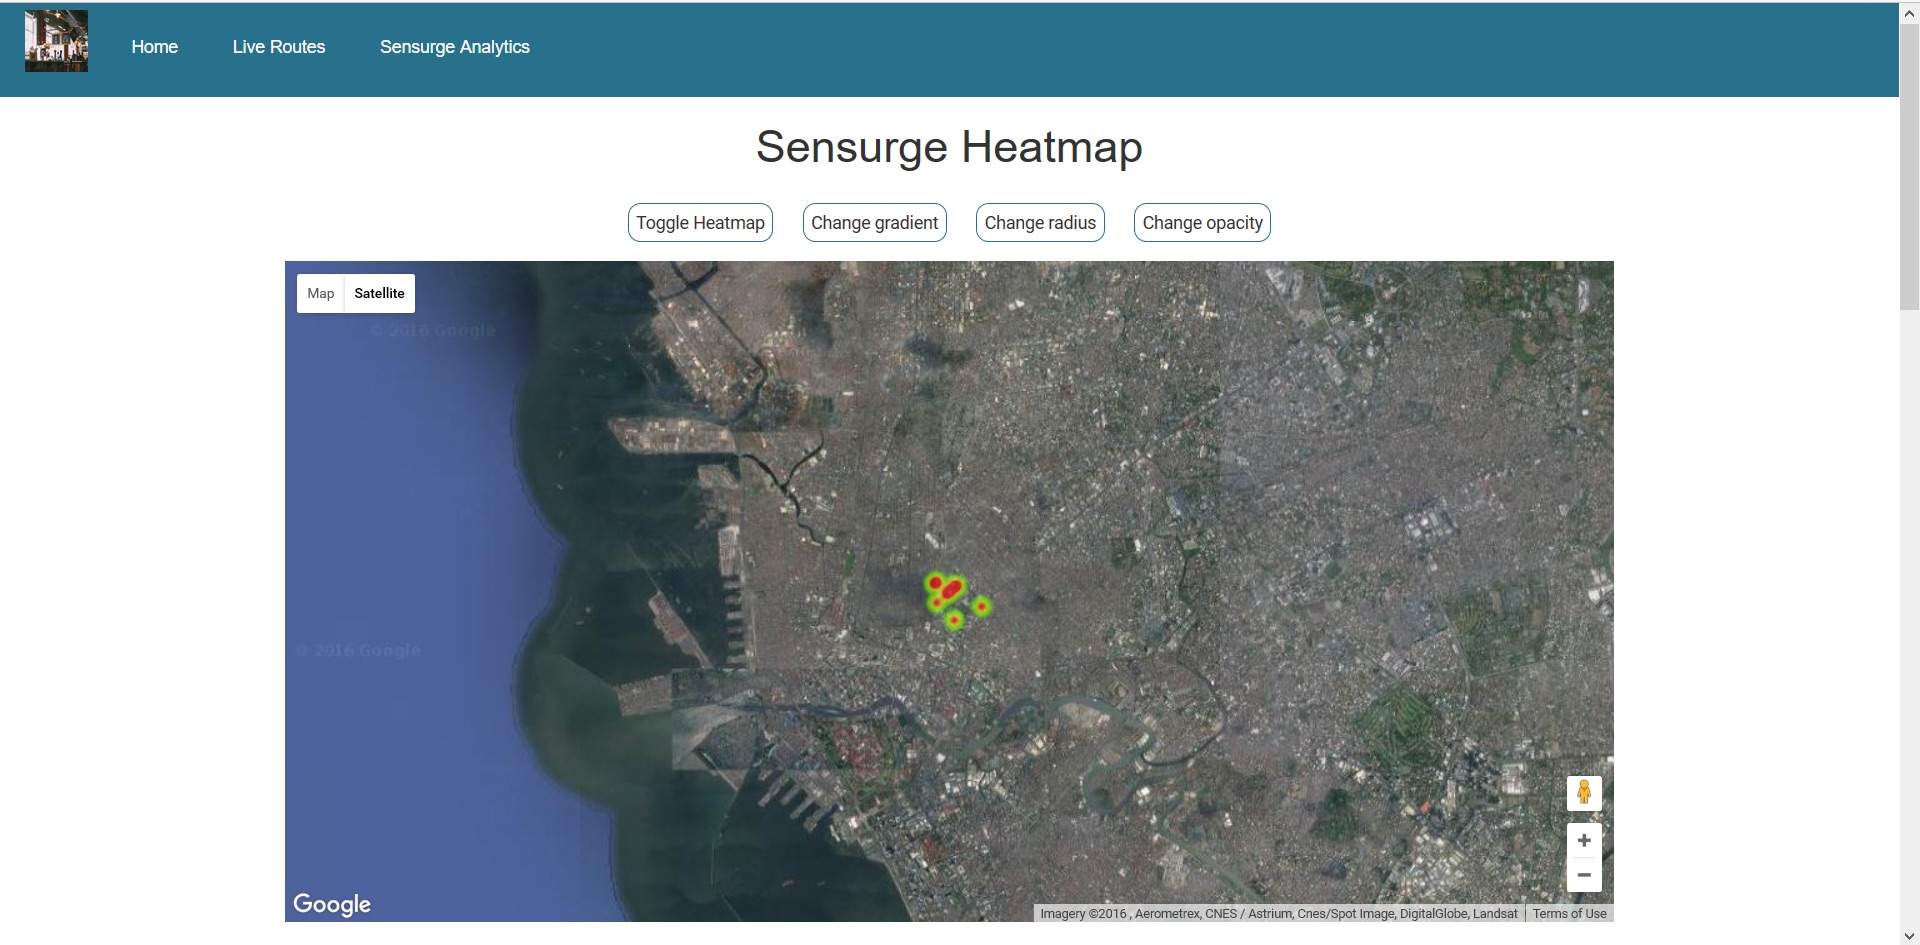 Home Live Routes Sensurge Analytics
Sensurge Heatmap
Toggle Heatmap Change gradient Change radius Change opacity
Map Satellite
© 2016 Google
© 2016 Google
Google
Imagery ©2016 , Aerometrex, CNES / Astrium, Cnes/Spot Image, DigitalGlobe, Landsat Terms of Use